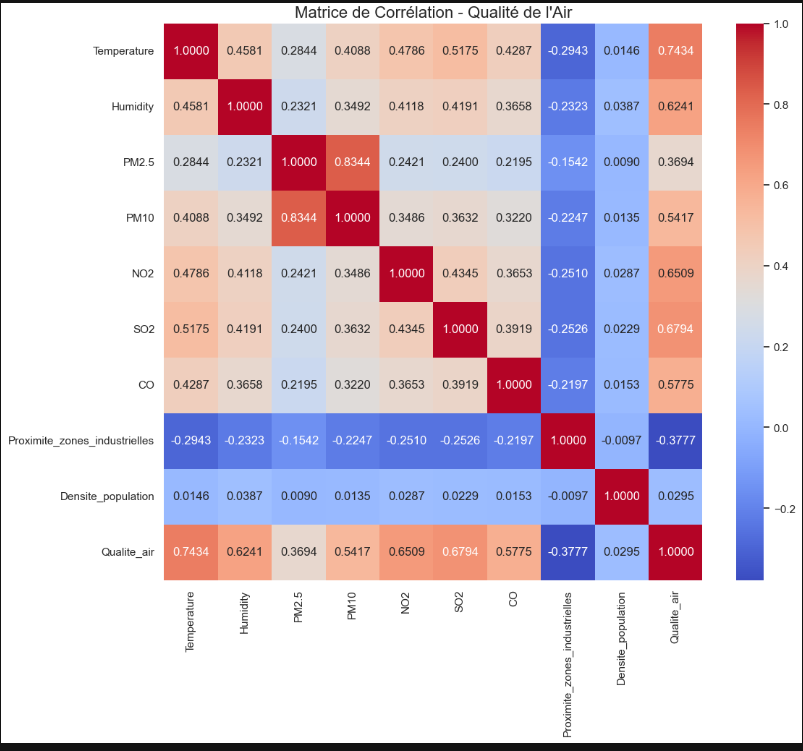 Matrice de Corrélation - Qualité de l'Air
Temperature 1.0000 0.4581 0.2844 0.4088 0.4786 0.5175 0.4287 -0.2943 0.0146 0.7434
Humidity 0.4581 1.0000 0.2321 0.3492 0.4118 0.4191 0.3658 -0.2323 0.0387 0.6241
PM2.5 0.2844 0.2321 1.0000 0.8344 0.2421 0.2400 0.2195 -0.1542 0.0090 0.3694
PM10 0.4088 0.3492 0.8344 1.0000 0.3486 0.3632 0.3220 -0.2247 0.0135 0.5417
NO2 0.4786 0.4118 0.2421 0.3486 1.0000 0.4345 0.3653 -0.2510 0.0287 0.6509
SO2 0.5175 0.4191 0.2400 0.3632 0.4345 1.0000 0.3919 -0.2526 0.0229 0.6794
CO 0.4287 0.3658 0.2195 0.3220 0.3653 0.3919 1.0000 -0.2197 0.0153 0.5775
Proximite_zones_industrielles -0.2943 -0.2323 -0.1542 -0.2247 -0.2510 -0.2526 -0.2197 1.0000 -0.0097 -0.3777
Densite_population 0.0146 0.0387 0.0090 0.0135 0.0287 0.0229 0.0153 -0.0097 1.0000 0.0295
Qualite_air 0.7434 0.6241 0.3694 0.5417 0.6509 0.6794 0.5775 -0.3777 0.0295 1.0000
Temperature
Humidity
PM2.5
PM10
NO2
SO2
CO
Proximite_zones_industrielles
Densite_population
Qualite_air
1.0
0.8
0.6
0.4
0.2
0.0
−0.2